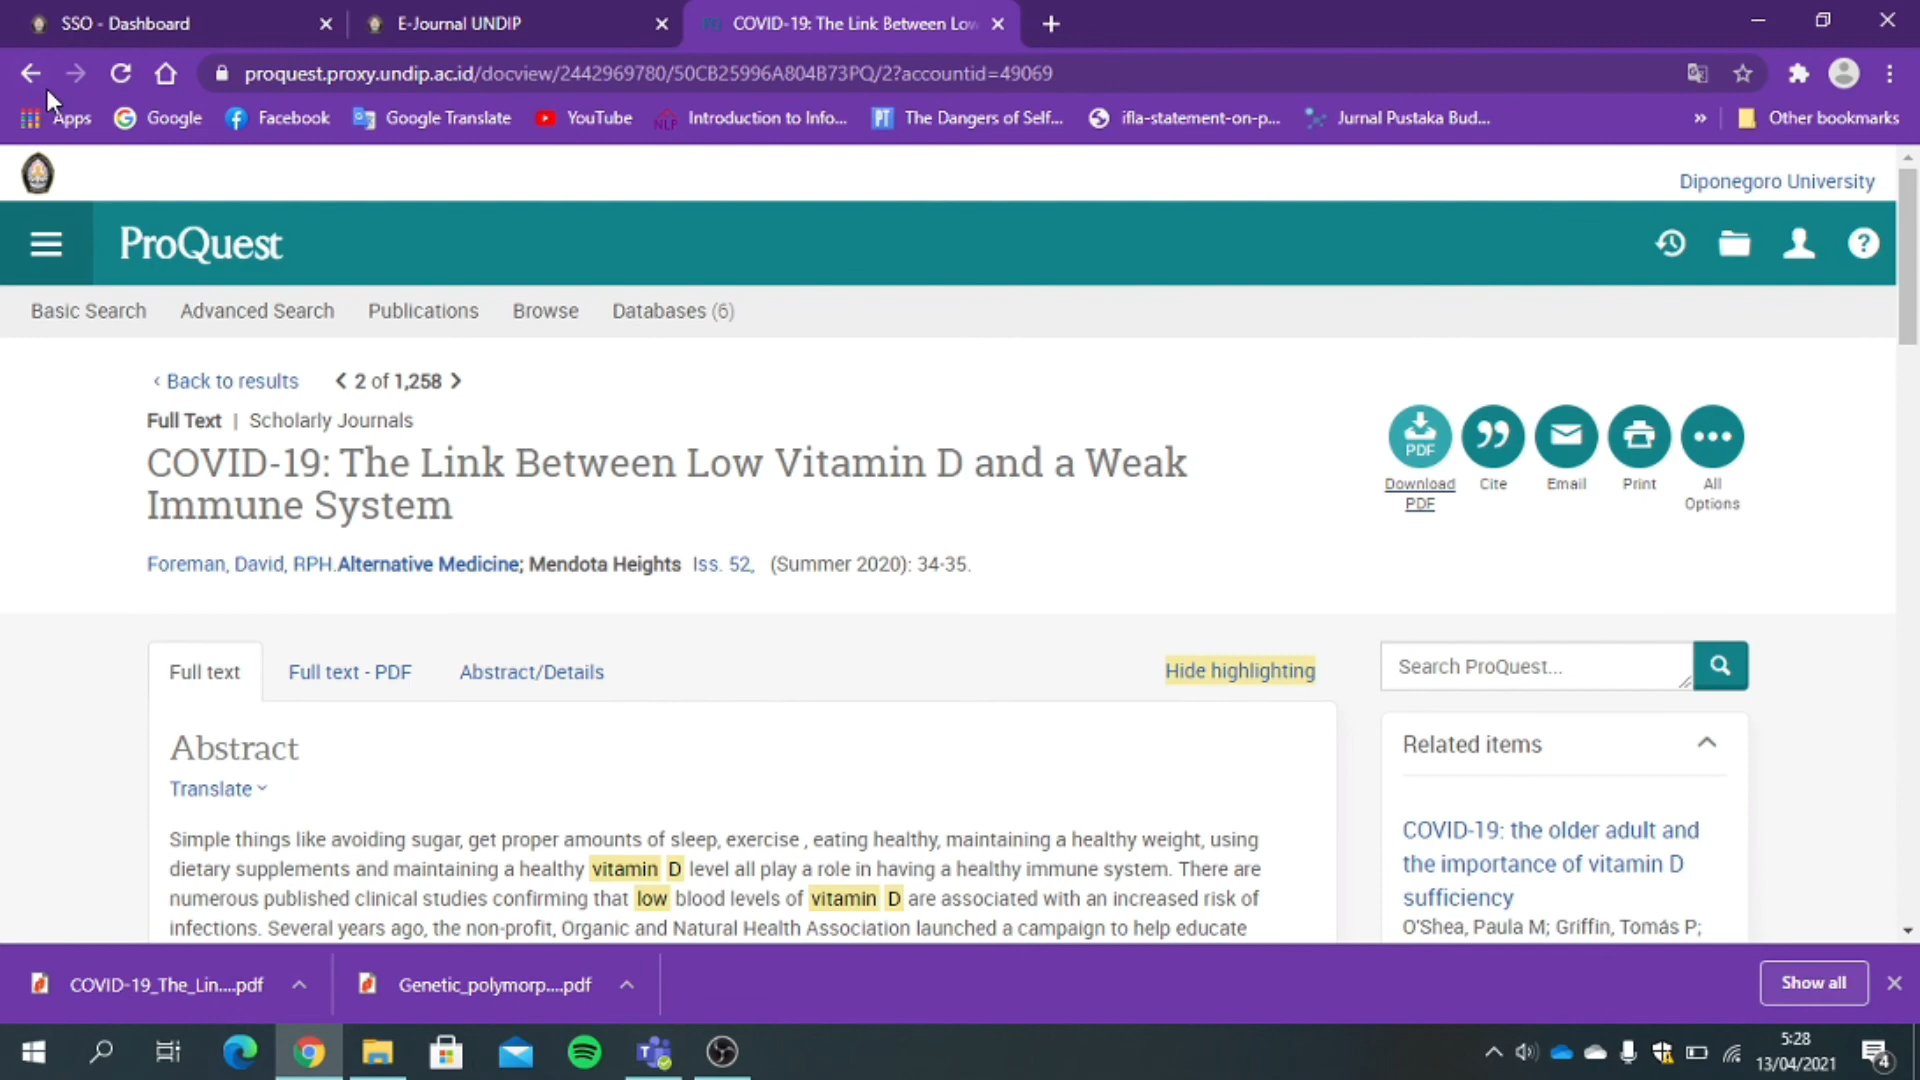 SSO - Dashboard
E-Journal UNDIP
COVID-19: The Link Between Low
proquest.proxy.undip.ac.id/docview/2442969780/50CB25996A804B73PQ/2?accountid=49069
Apps
Google
Facebook
Google Translate
YouTube
Introduction to Info...
The Dangers of Self...
ifla-statement-on-p...
Jurnal Pustaka Bud...
»
Other bookmarks
Diponegoro University
ProQuest
Basic Search
Advanced Search
Publications
Browse
Databases (6)
‹ Back to results
2 of 1,258
Full Text | Scholarly Journals
COVID-19: The Link Between Low Vitamin D and a Weak
Immune System
PDF
Download
PDF
Cite
Email
Print
All
Options
Foreman, David, RPH.Alternative Medicine; Mendota Heights Iss. 52, (Summer 2020): 34-35.
Full text
Full text - PDF
Abstract/Details
Hide highlighting
Search ProQuest...
Abstract
Translate
Simple things like avoiding sugar, get proper amounts of sleep, exercise , eating healthy, maintaining a healthy weight, using
dietary supplements and maintaining a healthy vitamin D level all play a role in having a healthy immune system. There are
numerous published clinical studies confirming that low blood levels of vitamin D are associated with an increased risk of
infections. Several years ago, the non-profit, Organic and Natural Health Association launched a campaign to help educate
Related items
COVID-19: the older adult and
the importance of vitamin D
sufficiency
O'Shea, Paula M; Griffin, Tomás P;
COVID-19_The_Lin....pdf
Genetic_polymorp....pdf
Show all
5:28
13/04/2021
4